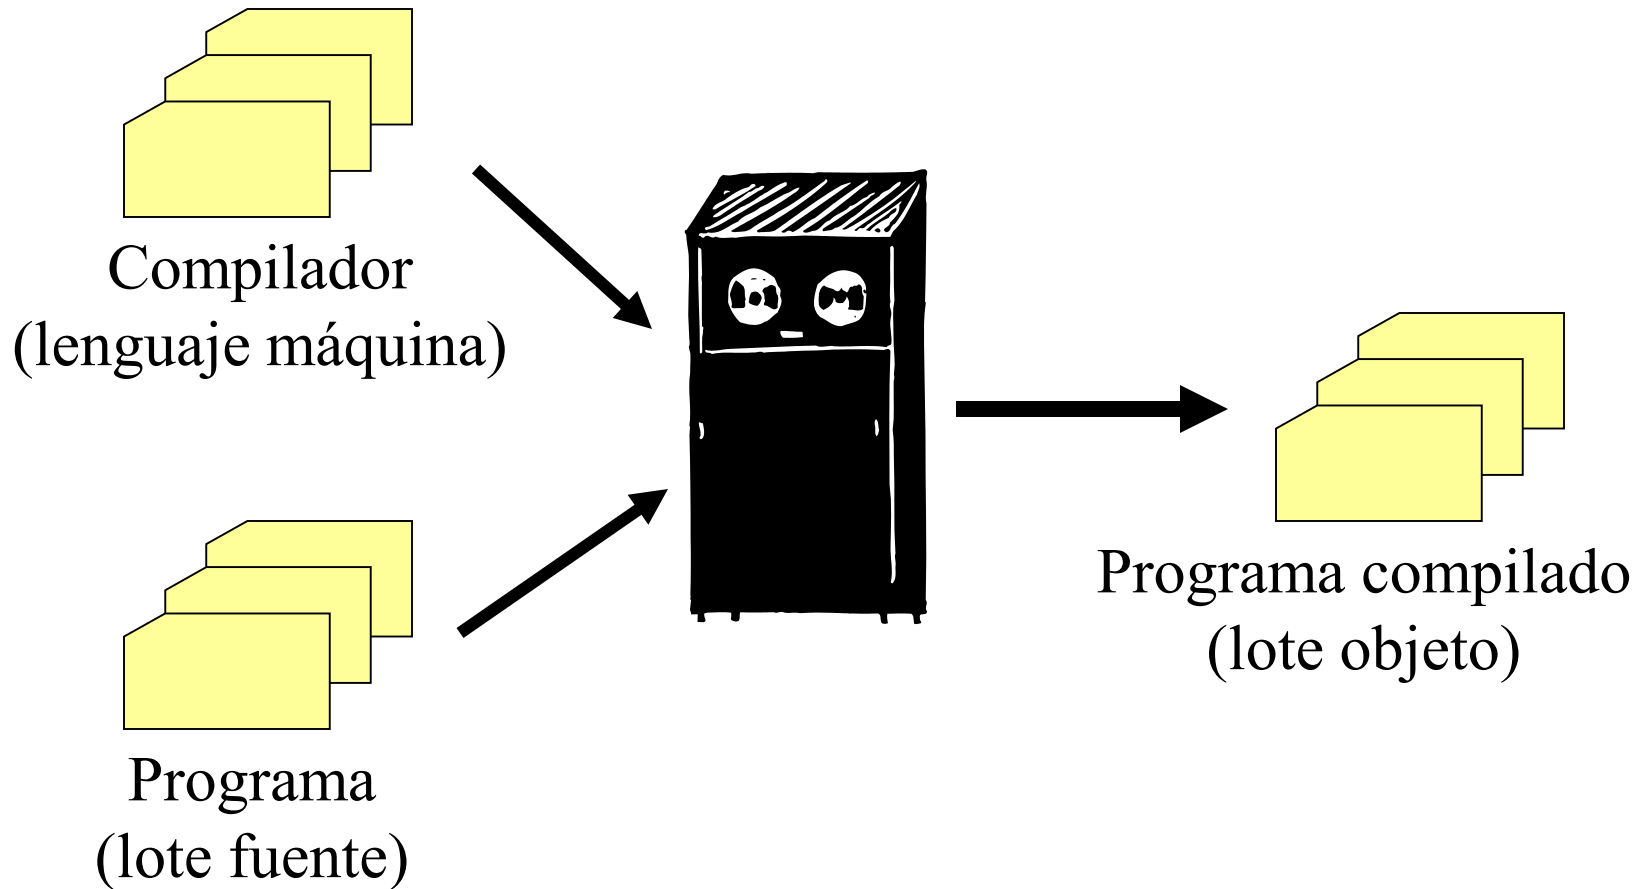 Compilador
(lenguaje máquina)
Programa
(lote fuente)
Programa compilado
(lote objeto)